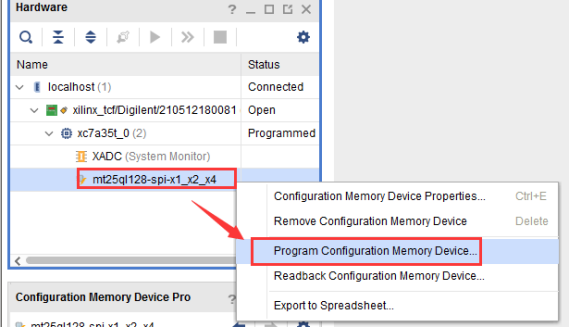 Hardware
Name Status
localhost (1) Connected
xilinx_tcf/Digilent/210512180081 Open
xc7a35t_0 (2) Programmed
XADC (System Monitor)
mt25ql128-spi-x1_x2_x4
Configuration Memory Device Properties... Ctrl+E
Remove Configuration Memory Device Delete
Program Configuration Memory Device...
Readback Configuration Memory Device...
Export to Spreadsheet...
Configuration Memory Device Pro
mt25ql128-spi-x1_x2_x4